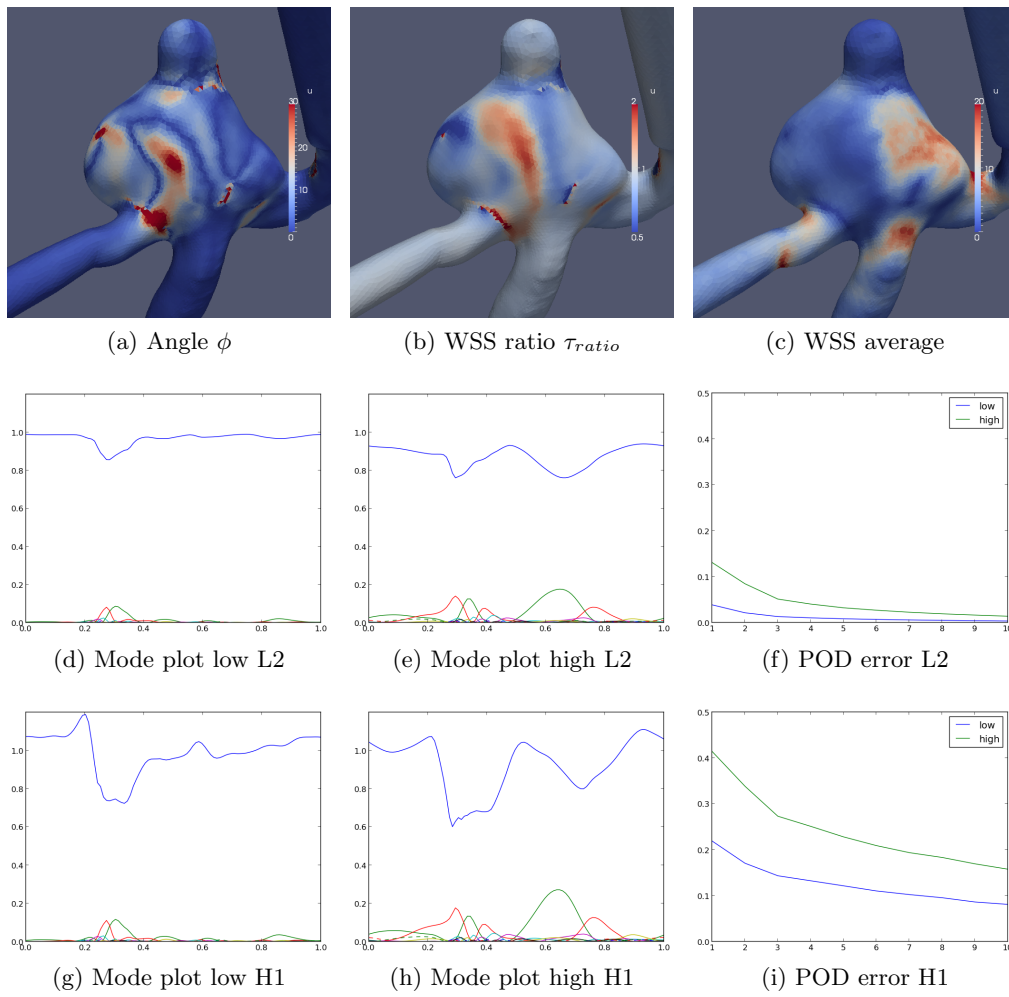 u
30
20
10
0
u
2
1
0.5
u
20
10
0
(a) Angle ϕ
(b) WSS ratio τratio
(c) WSS average
1.0
0.8
0.6
0.4
0.2
0.0
0.0 0.2 0.4 0.6 0.8 1.0
1.0
0.8
0.6
0.4
0.2
0.0
0.0 0.2 0.4 0.6 0.8 1.0
0.5
0.4
0.3
0.2
0.1
0.0
1 2 3 4 5 6 7 8 9 10
low
high
(d) Mode plot low L2
(e) Mode plot high L2
(f) POD error L2
1.0
0.8
0.6
0.4
0.2
0.0
0.0 0.2 0.4 0.6 0.8 1.0
1.0
0.8
0.6
0.4
0.2
0.0
0.0 0.2 0.4 0.6 0.8 1.0
0.5
0.4
0.3
0.2
0.1
0.0
1 2 3 4 5 6 7 8 9 10
low
high
(g) Mode plot low H1
(h) Mode plot high H1
(i) POD error H1